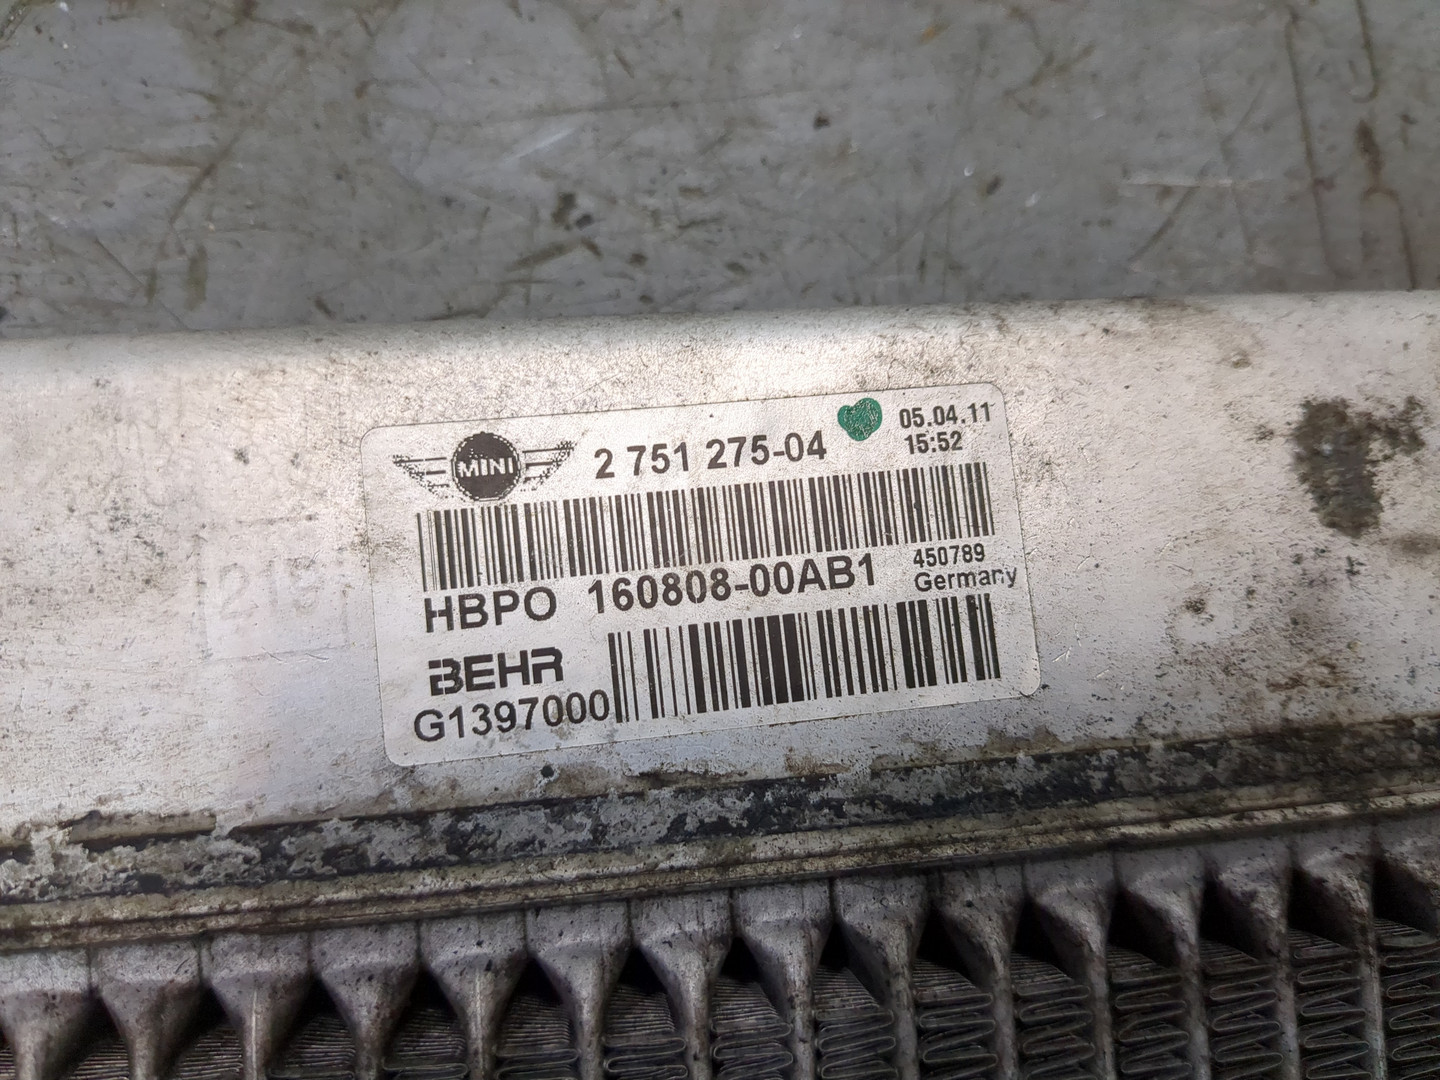 MINI 2 751 275-04 05.04.11
15:52
450789
HBPO 160808-00AB1 Germany
BEHR
G1397000